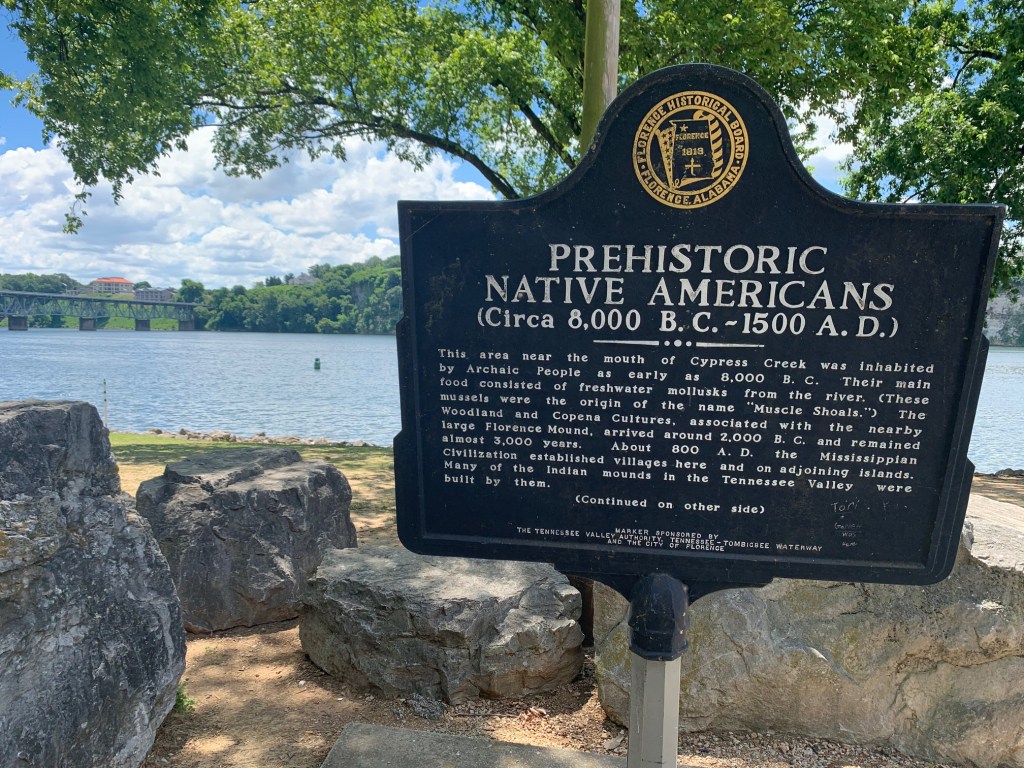 FLORENCE HISTORICAL BOARD
FLORENCE
1818
FLORENCE, ALABAMA
PREHISTORIC
NATIVE AMERICANS
(Circa 8,000 B.C.~1500 A.D.)
This area near the mouth of Cypress Creek was inhabited
by Archaic People as early as 8,000 B. C. Their main
food consisted of freshwater mollusks from the river. (These
mussels were the origin of the name "Muscle Shoals.") The
Woodland and Copena Cultures, associated with the nearby
large Florence Mound, arrived around 2,000 B.C. and remained
almost 3,000 years. About 800 A.D. the Mississippian
Civilization established villages here and on adjoining islands.
Many of the Indian mounds in the Tennessee Valley were
built by them.
(Continued on other side)
MARKER SPONSORED BY
THE TENNESSEE VALLEY AUTHORITY, TENNESSEE-TOMBIGBEE WATERWAY
AND THE CITY OF FLORENCE